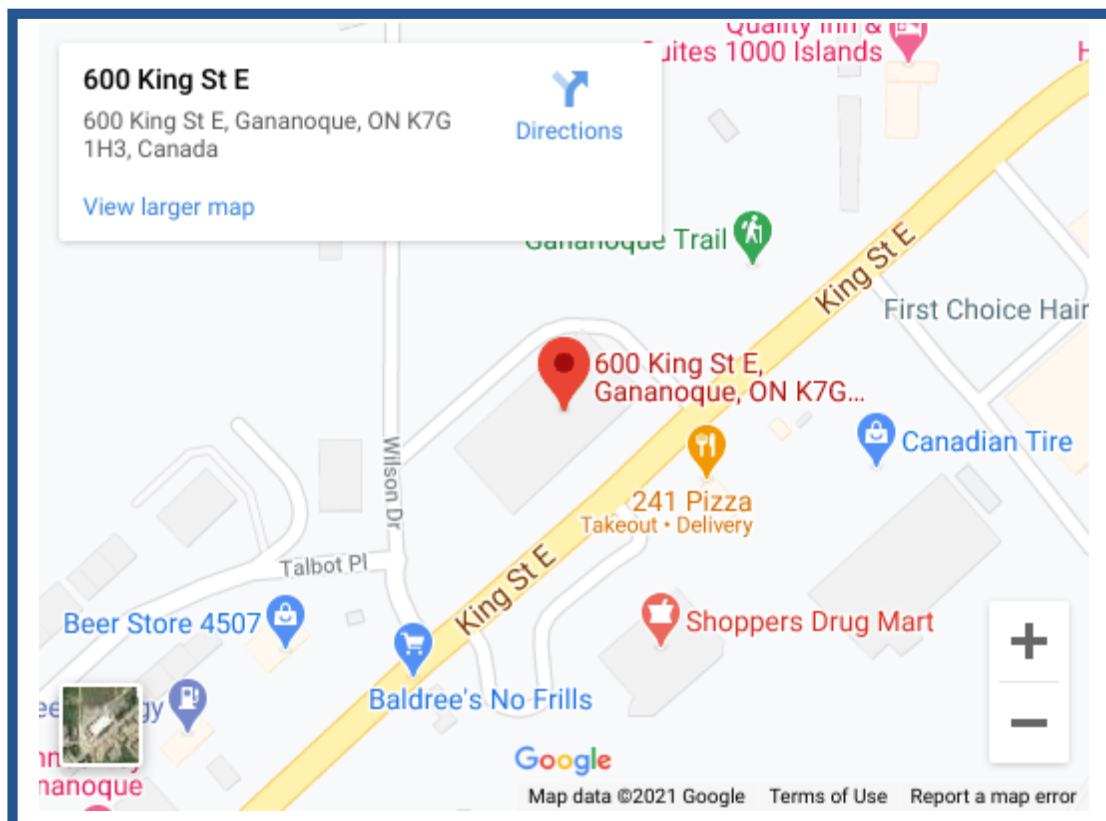 Quality Inn &
Suites 1000 Islands
600 King St E
600 King St E, Gananoque, ON K7G
1H3, Canada
Directions
View larger map
Gananoque Trail
King St E
First Choice Hair
600 King St E,
Gananoque, ON K7G...
Wilson Dr
Canadian Tire
241 Pizza
Takeout • Delivery
Talbot Pl
King St E
Beer Store 4507
Shoppers Drug Mart
Baldree's No Frills
Google
Map data ©2021 Google
Terms of Use
Report a map error